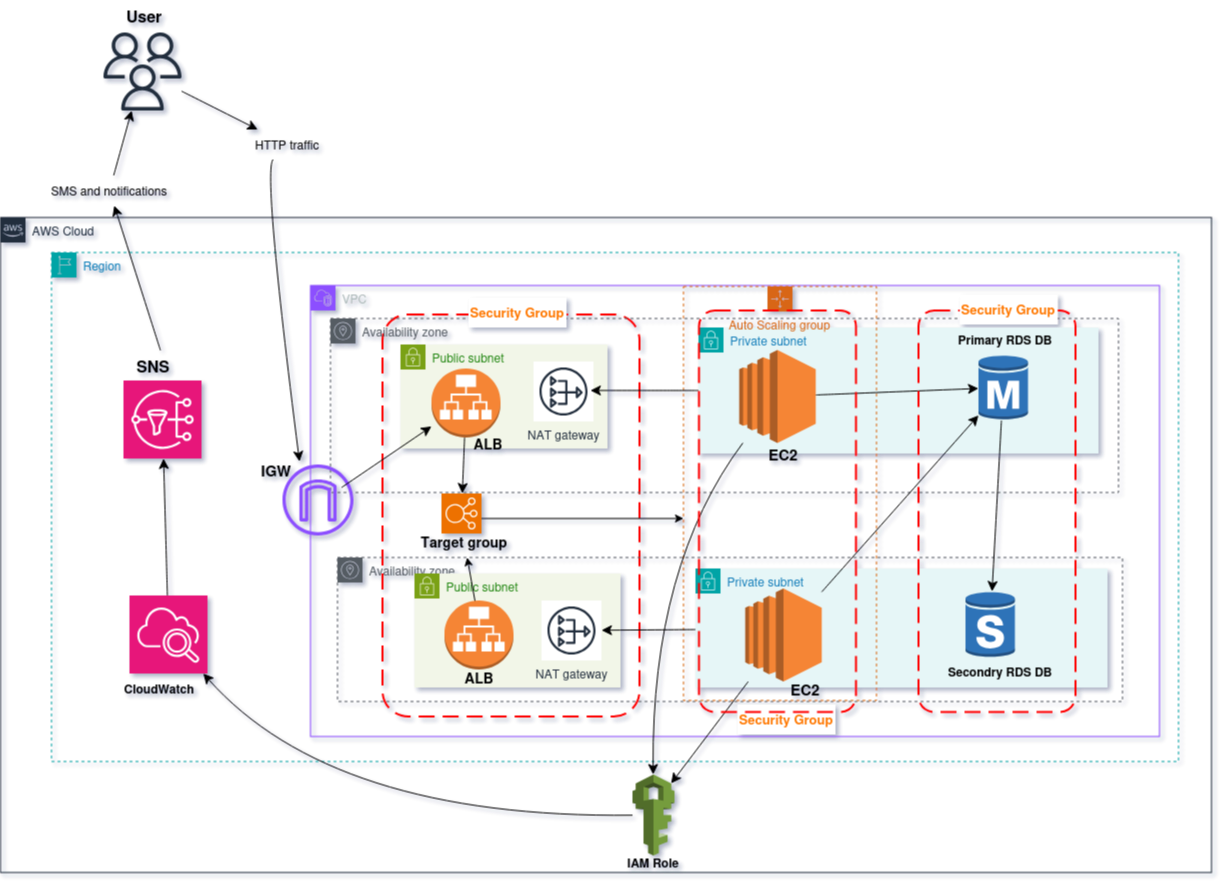 User
HTTP traffic
SMS and notifications
aws
AWS Cloud
Region
VPC
Security Group
Availability zone
Public subnet
ALB
NAT gateway
Auto Scaling group
Private subnet
EC2
Security Group
Primary RDS DB
M
SNS
IGW
Target group
Availability zone
Public subnet
ALB
NAT gateway
Private subnet
EC2
Security Group
S
Secondry RDS DB
CloudWatch
IAM Role